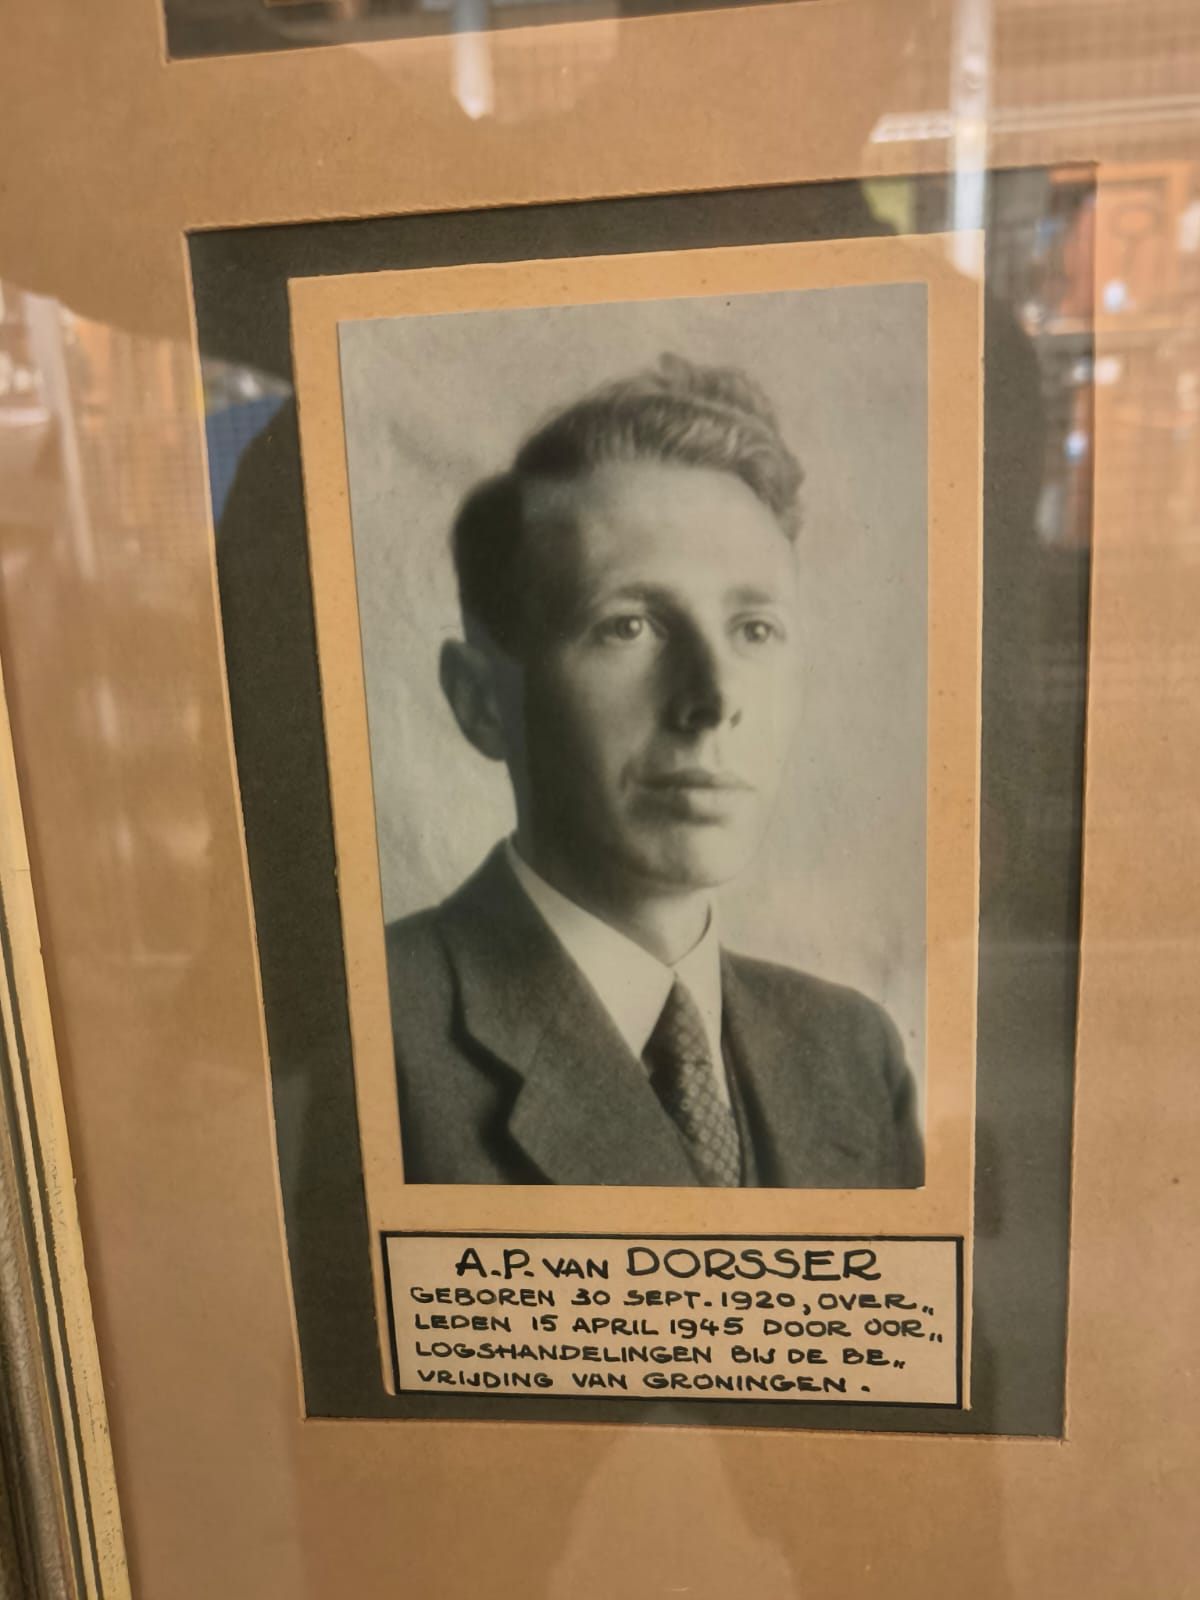 A.P. VAN DORSSER
GEBOREN 30 SEPT. 1920, OVER„
LEDEN 15 APRIL 1945 DOOR OOR„
LOGSHANDELINGEN BIJ DE BE„
VRIJDING VAN GRONINGEN.